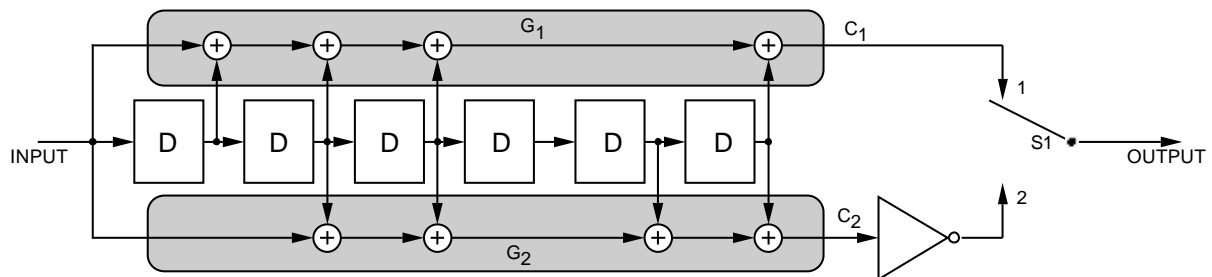 G1
C1
+ + + +
1
D D D D D D
INPUT
S1
OUTPUT
2
+ + + +
G2
C2